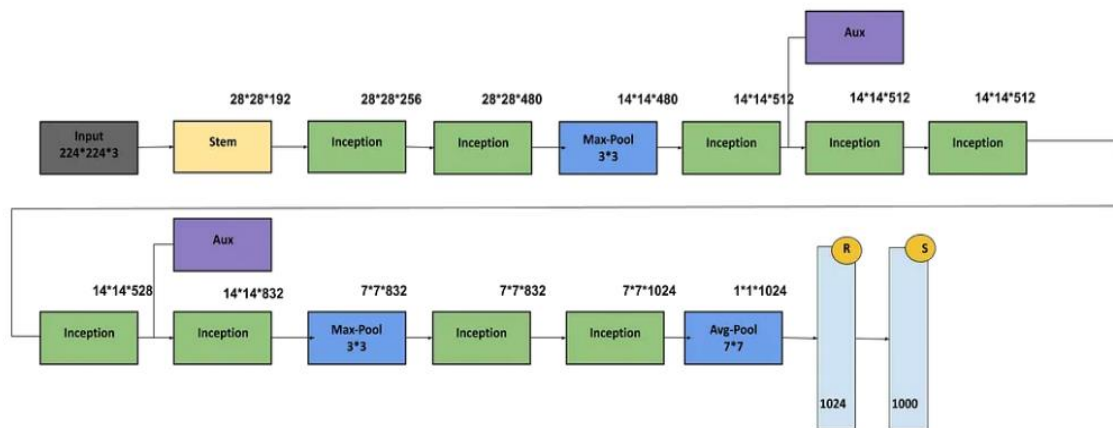 Aux
28*28*192 28*28*256 28*28*480 14*14*480 14*14*512 14*14*512 14*14*512
Input
224*224*3
Stem
Inception
Inception
Max-Pool
3*3
Inception
Inception
Inception
Aux
14*14*528 14*14*832 7*7*832 7*7*832 7*7*1024 1*1*1024
Inception
Inception
Max-Pool
3*3
Inception
Inception
Avg-Pool
7*7
R
1024
S
1000